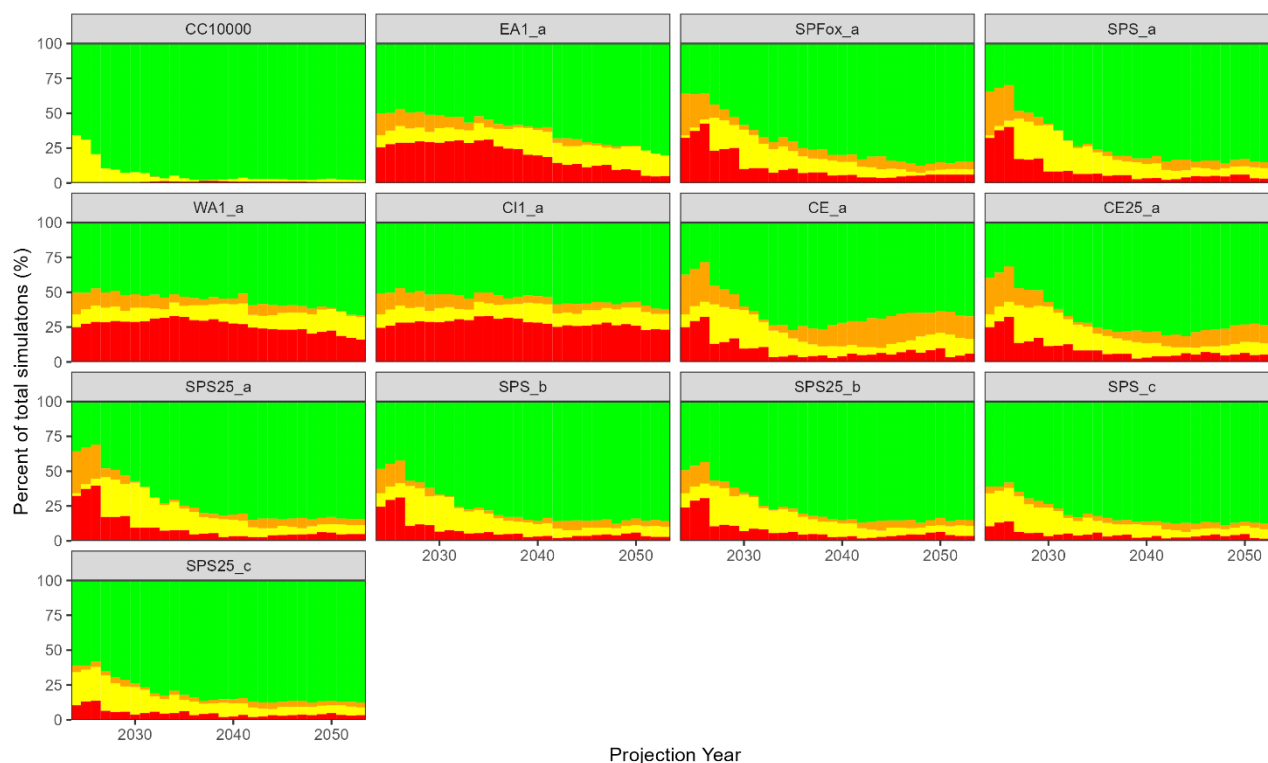 CC10000 EA1_a SPFox_a SPS_a
100
75
50
25
0
WA1_a CI1_a CE_a CE25_a
100
75
50
25
0
SPS25_a SPS_b SPS25_b SPS_c
100
75
50
25
0
2030 2040 2050 2030 2040 2050 2030 2040 2050
SPS25_c
100
75
50
25
0
2030 2040 2050
Percent of total simulatons (%)
Projection Year